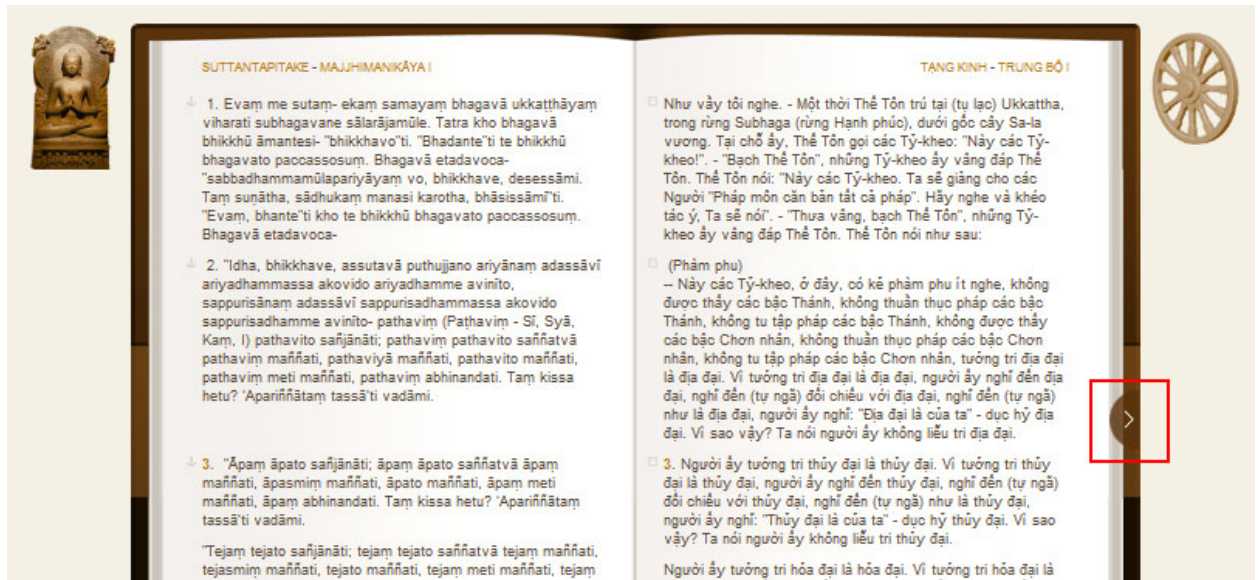 SUTTANTAPITAKE - MAJJHIMANIKĀYA I
1. Evaṃ me sutaṃ- ekaṃ samayaṃ bhagavā ukkaṭṭhāyaṃ
viharati subhagavane sālarājamūle. Tatra kho bhagavā
bhikkhū āmantesi- "bhikkhavo"ti. "Bhadante"ti te bhikkhū
bhagavato paccassosuṃ. Bhagavā etadavoca-
"sabbadhammamūlapariyāyaṃ vo, bhikkhave, desessāmi.
Taṃ suṇātha, sādhukaṃ manasi karotha, bhāsissāmī"ti.
"Evaṃ, bhante"ti kho te bhikkhū bhagavato paccassosuṃ.
Bhagavā etadavoca-
2. "Idha, bhikkhave, assutavā puthujjano ariyānaṃ adassāvī
ariyadhammassa akovido ariyadhamme avinīto,
sappurisānaṃ adassāvī sappurisadhammassa akovido
sappurisadhamme avinīto- pathaviṃ (Paṭhaviṃ - Sī, Syā,
Kaṃ, I) pathavito sañjānāti; pathaviṃ pathavito saññatvā
pathaviṃ maññati, pathaviyā maññati, pathavito maññati,
pathaviṃ meti maññati, pathaviṃ abhinandati. Taṃ kissa
hetu? 'Apariññātaṃ tassā'ti vadāmi.
3. "Āpaṃ āpato sañjānāti; āpaṃ āpato saññatvā āpaṃ
maññati, āpasmiṃ maññati, āpato maññati, āpaṃ meti
maññati, āpaṃ abhinandati. Taṃ kissa hetu? 'Apariññātaṃ
tassā'ti vadāmi.
"Tejaṃ tejato sañjānāti; tejaṃ tejato saññatvā tejaṃ maññati,
tejasmiṃ maññati, tejato maññati, tejaṃ meti maññati, tejaṃ
TẠNG KINH - TRUNG BỘ I
Như vầy tôi nghe. - Một thời Thế Tôn trú tại (tụ lạc) Ukkattha,
trong rừng Subhaga (rừng Hạnh phúc), dưới gốc cây Sa-la
vương. Tại chỗ ấy, Thế Tôn gọi các Tỷ-kheo: "Này các Tỷ-
kheo!". - "Bạch Thế Tôn", những Tỷ-kheo ấy vâng đáp Thế
Tôn. Thế Tôn nói: "Này các Tỷ-kheo. Ta sẽ giảng cho các
Người "Pháp môn căn bản tất cả pháp". Hãy nghe và khéo
tác ý, Ta sẽ nói". - "Thưa vâng, bạch Thế Tôn", những Tỷ-
kheo ấy vâng đáp Thế Tôn. Thế Tôn nói như sau:
(Phàm phu)
-- Này các Tỷ-kheo, ở đây, có kẻ phàm phu ít nghe, không
được thấy các bậc Thánh, không thuần thục pháp các bậc
Thánh, không tu tập pháp các bậc Thánh, không được thấy
các bậc Chơn nhân, không thuần thục pháp các bậc Chơn
nhân, không tu tập pháp các bậc Chơn nhân, tưởng tri địa đại
là địa đại. Vì tưởng tri địa đại là địa đại, người ấy nghĩ đến địa
đại, nghĩ đến (tự ngã) đối chiếu với địa đại, nghĩ đến (tự ngã)
như là địa đại, người ấy nghĩ: "Địa đại là của ta" - dục hỷ địa
đại. Vì sao vậy? Ta nói người ấy không liễu tri địa đại.
3. Người ấy tưởng tri thủy đại là thủy đại. Vì tưởng tri thủy
đại là thủy đại, người ấy nghĩ đến thủy đại, nghĩ đến (tự ngã)
đối chiếu với thủy đại, nghĩ đến (tự ngã) như là thủy đại,
người ấy nghĩ: "Thủy đại là của ta" - dục hỷ thủy đại. Vì sao
vậy? Ta nói người ấy không liễu tri thủy đại.
Người ấy tưởng tri hỏa đại là hỏa đại. Vì tưởng tri hỏa đại là